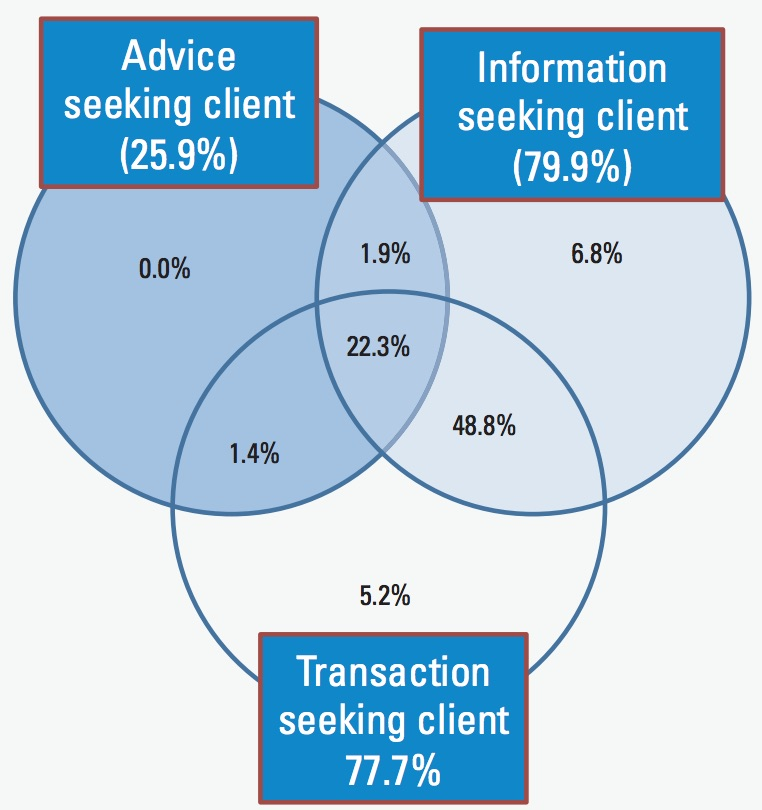 Advice
seeking client
(25.9%)
Information
seeking client
(79.9%)
0.0%
1.9%
6.8%
22.3%
1.4%
48.8%
5.2%
Transaction
seeking client
77.7%